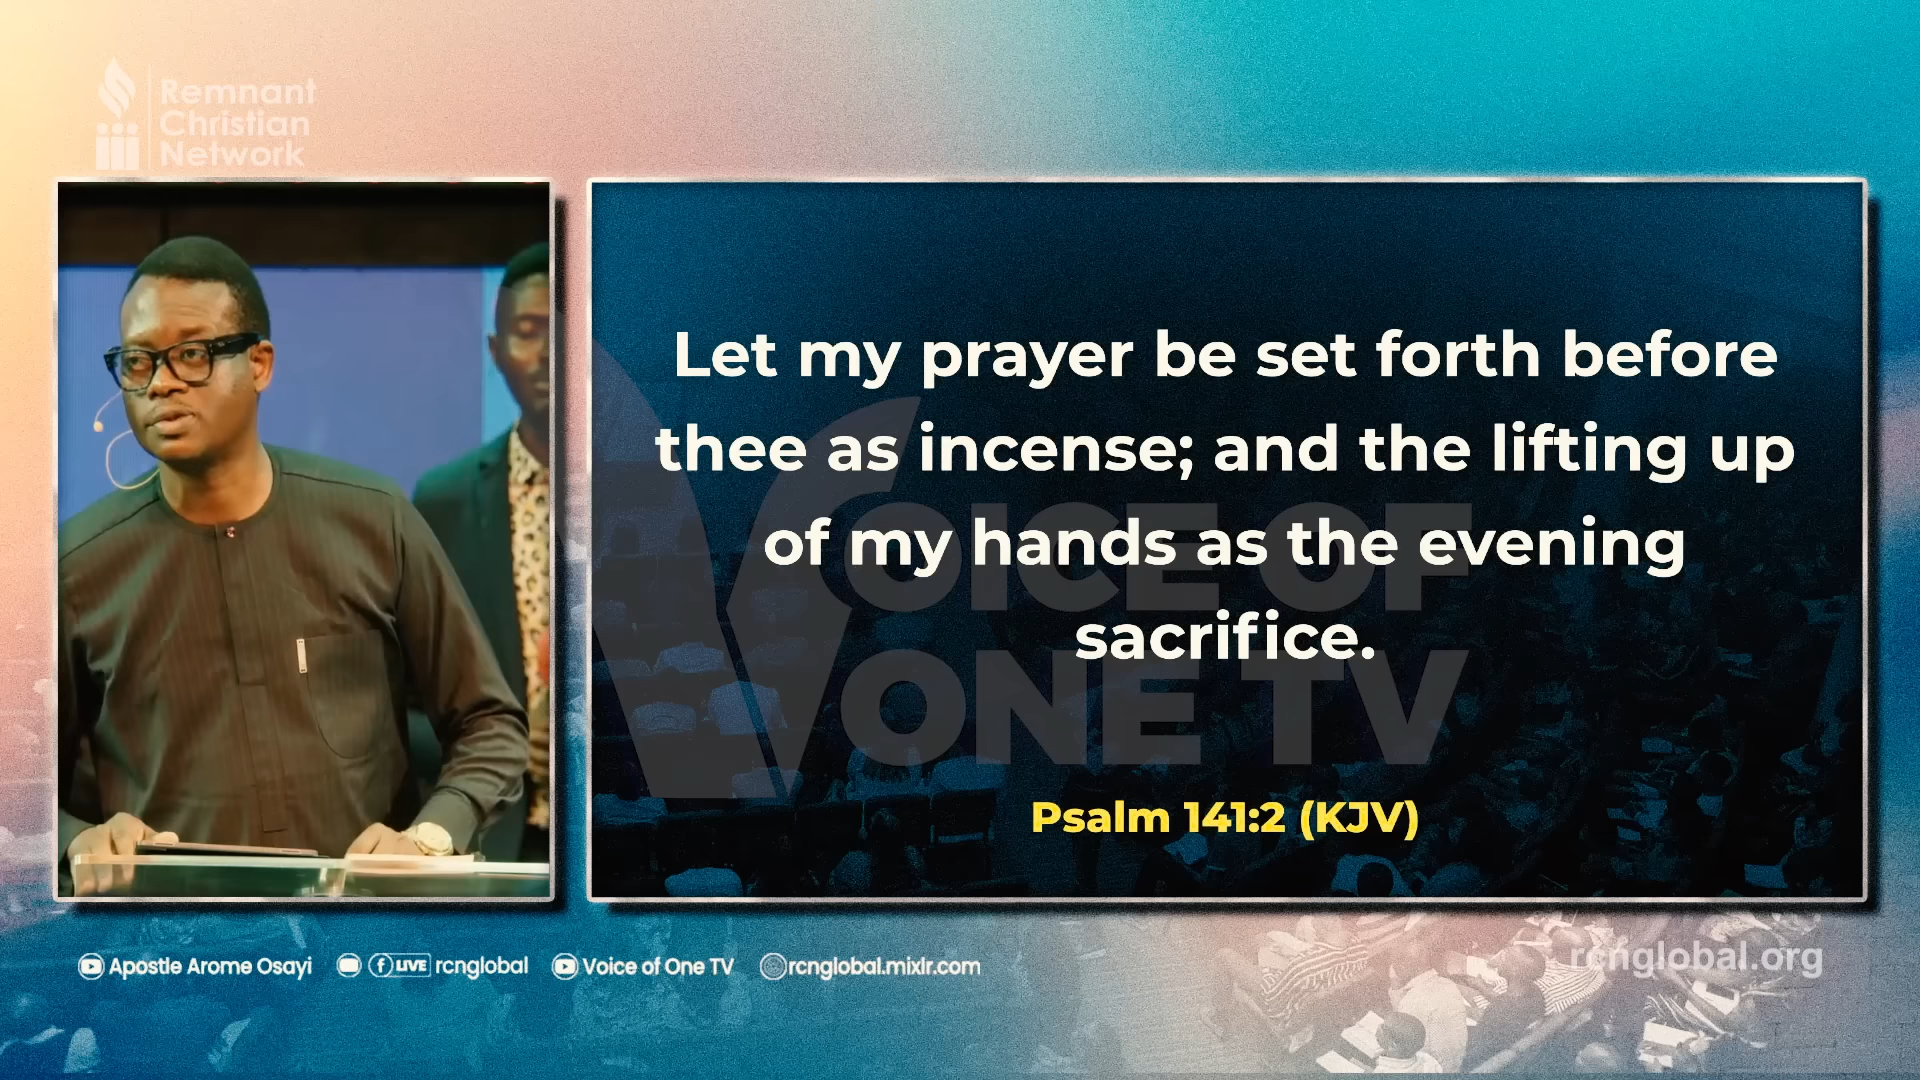 Remnant
Christian
Network
Let my prayer be set forth before
thee as incense; and the lifting up
of my hands as the evening
sacrifice.
VOICE OF
ONE TV
Psalm 141:2 (KJV)
Apostle Arome Osayi
LIVE rcnglobal
Voice of One TV
rcnglobal.mixlr.com
rcnglobal.org